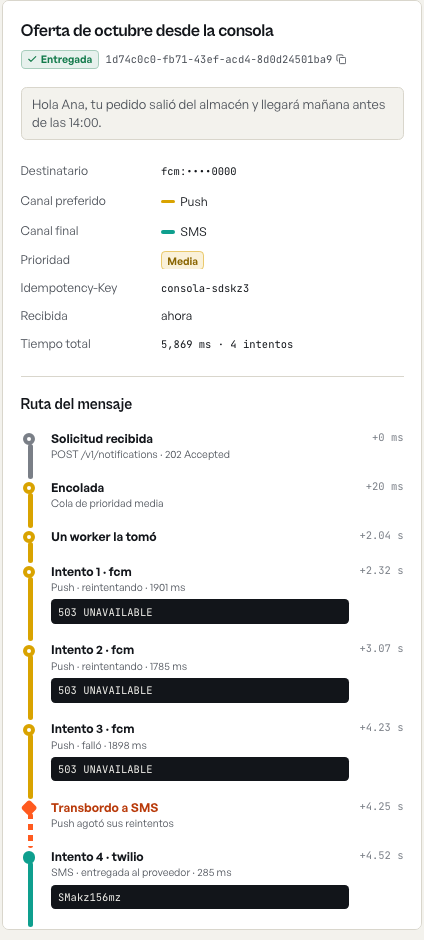 Oferta de octubre desde la consola
Entregada 1d74c0c0-fb71-43ef-acd4-8d0d24501ba9
Hola Ana, tu pedido salió del almacén y llegará mañana antes
de las 14:00.
Destinatario fcm:••••0000
Canal preferido Push
Canal final SMS
Prioridad Media
Idempotency-Key consola-sdskz3
Recibida ahora
Tiempo total 5,869 ms · 4 intentos
Ruta del mensaje
Solicitud recibida +0 ms
POST /v1/notifications · 202 Accepted
Encolada +20 ms
Cola de prioridad media
Un worker la tomó +2.04 s
Intento 1 · fcm +2.32 s
Push · reintentando · 1901 ms
503 UNAVAILABLE
Intento 2 · fcm +3.07 s
Push · reintentando · 1785 ms
503 UNAVAILABLE
Intento 3 · fcm +4.23 s
Push · falló · 1898 ms
503 UNAVAILABLE
Transbordo a SMS +4.25 s
Push agotó sus reintentos
Intento 4 · twilio +4.52 s
SMS · entregada al proveedor · 285 ms
SMakz156mz